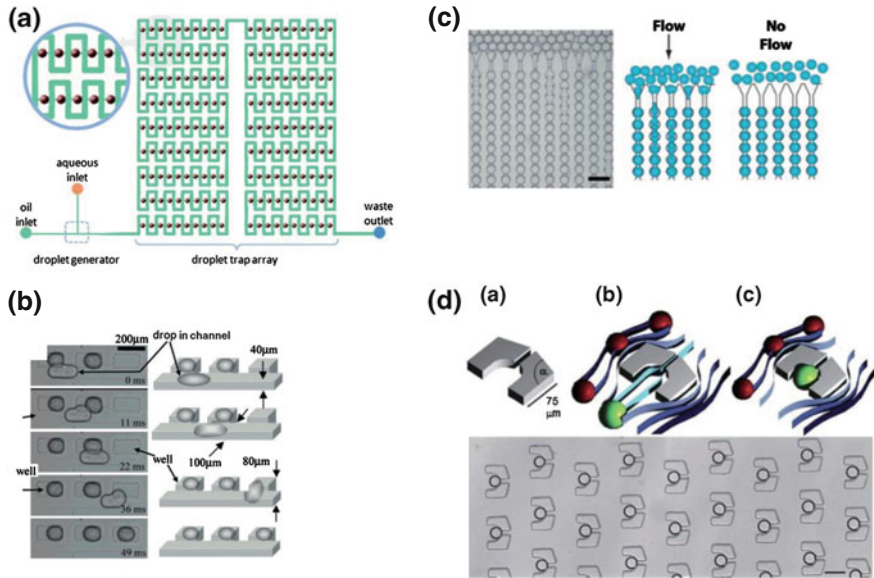 (a)
aqueous
inlet
oil
inlet
droplet generator
droplet trap array
waste
outlet
(b)
200μm
drop in channel
40μm
0 ms
11 ms
22 ms
well
100μm
80μm
well
36 ms
49 ms
(c)
Flow
No
Flow
(d)
(a)
(b)
(c)
α
75
μm